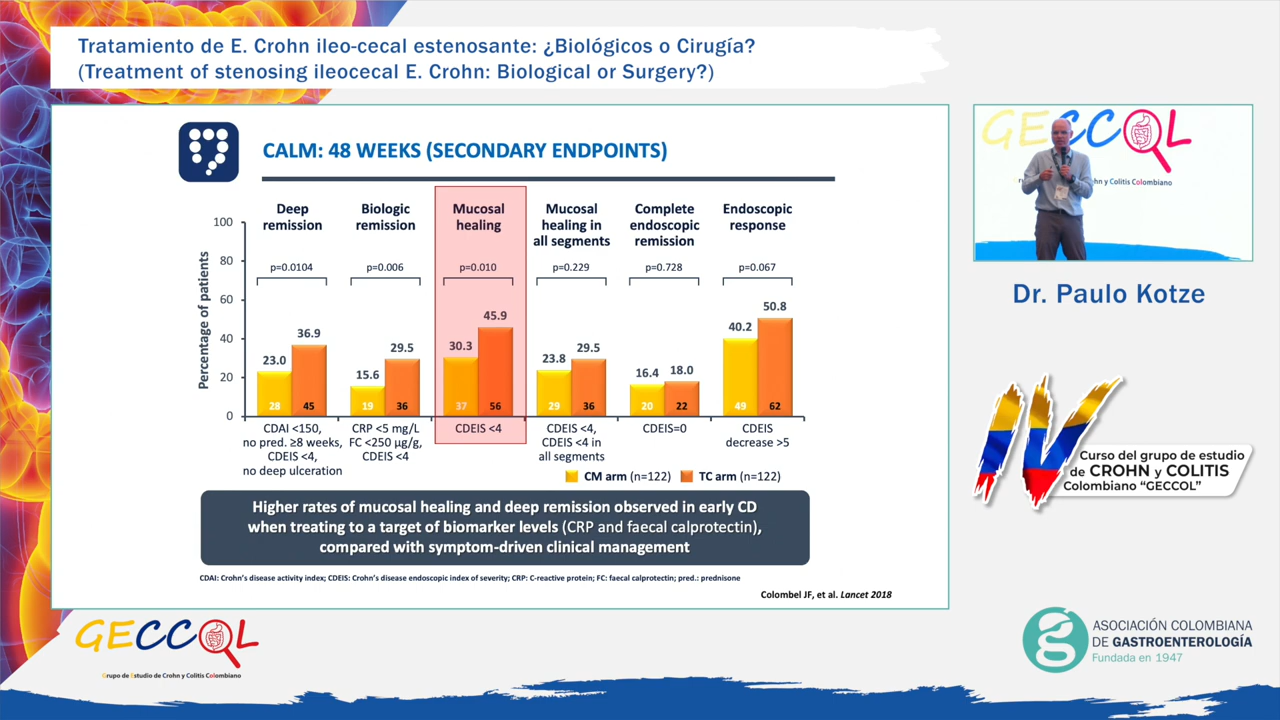 Tratamiento de E. Crohn ileo-cecal estenosante: ¿Biológicos o Cirugía?
(Treatment of stenosing ileocecal E. Crohn: Biological or Surgery?)
CALM: 48 WEEKS (SECONDARY ENDPOINTS)
Percentage of patients
100
80
60
40
20
0
Deep
remission
p=0.0104
23.0
36.9
28
45
CDAI <150,
no pred. ≥8 weeks,
CDEIS <4,
no deep ulceration
Biologic
remission
p=0.006
15.6
29.5
19
36
CRP <5 mg/L
FC <250 µg/g,
CDEIS <4
Mucosal
healing
p=0.010
30.3
45.9
37
56
CDEIS <4
Mucosal
healing in
all segments
p=0.229
23.8
29.5
29
36
CDEIS <4,
CDEIS <4 in
all segments
Complete
endoscopic
remission
p=0.728
16.4
18.0
20
22
CDEIS=0
Endoscopic
response
p=0.067
40.2
50.8
49
62
CDEIS
decrease >5
CM arm (n=122)
TC arm (n=122)
Higher rates of mucosal healing and deep remission observed in early CD
when treating to a target of biomarker levels (CRP and faecal calprotectin),
compared with symptom-driven clinical management
CDAI: Crohn's disease activity index; CDEIS: Crohn's disease endoscopic index of severity; CRP: C-reactive protein; FC: faecal calprotectin; pred.: prednisone
Colombel JF, et al. Lancet 2018
GECCOL
hn y Colitis Colombiano
Dr. Paulo Kotze
IV
Curso del grupo de estudio
de CROHN y COLITIS
Colombiano “GECCOL”
GECCOL
Grupo de Estudio de Crohn y Colitis Colombiano
ASOCIACIÓN COLOMBIANA
DE GASTROENTEROLOGÍA
Fundada en 1947